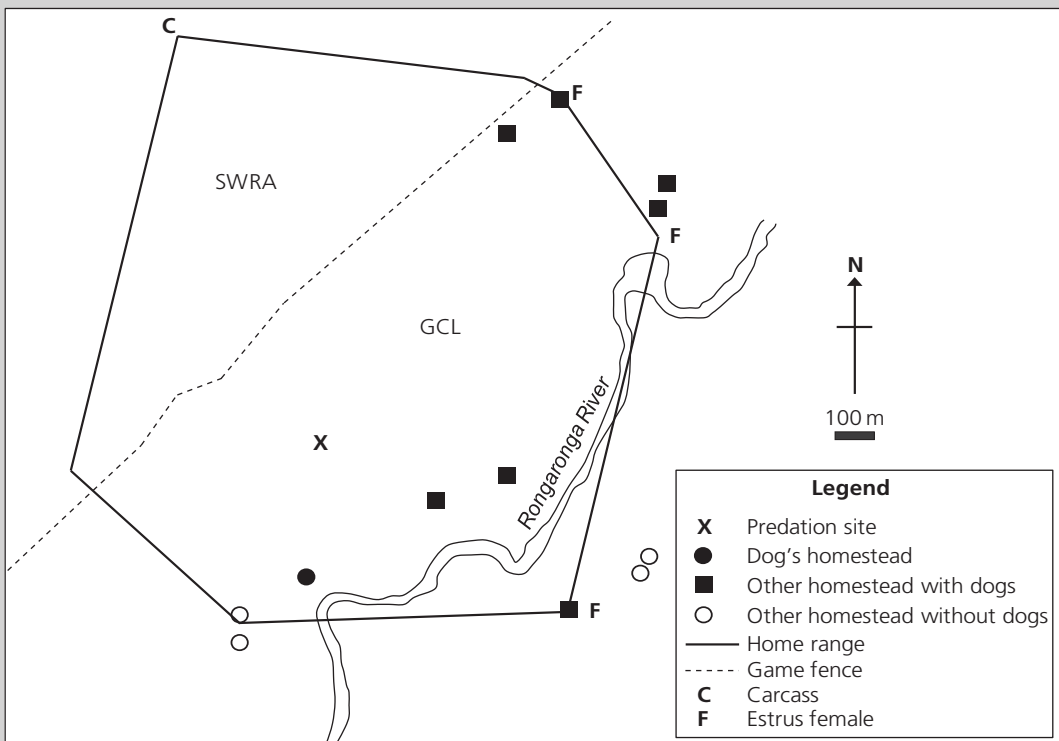 C
F
SWRA
F
GCL
N
100 m
X
Rongaronga River
F
Legend
X Predation site
Dog's homestead
Other homestead with dogs
Other homestead without dogs
Home range
Game fence
C Carcass
F Estrus female